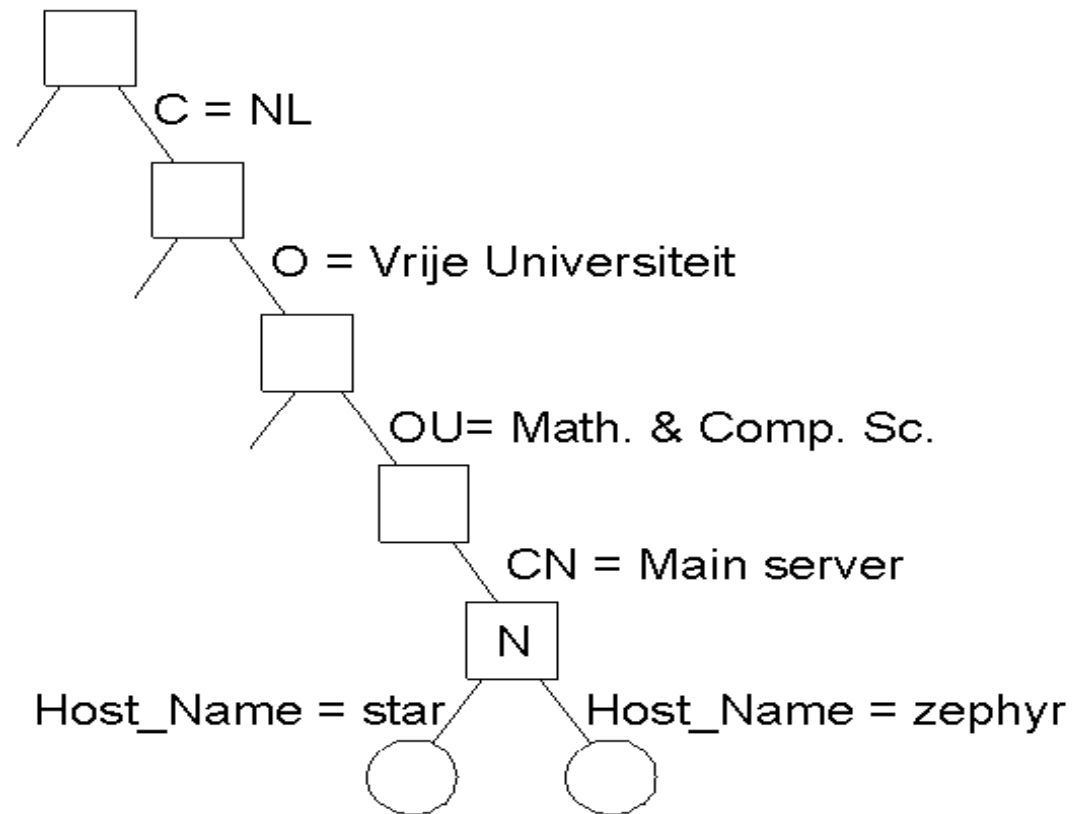 C = NL
O = Vrije Universiteit
OU= Math. & Comp. Sc.
CN = Main server
N
Host_Name = star
Host_Name = zephyr